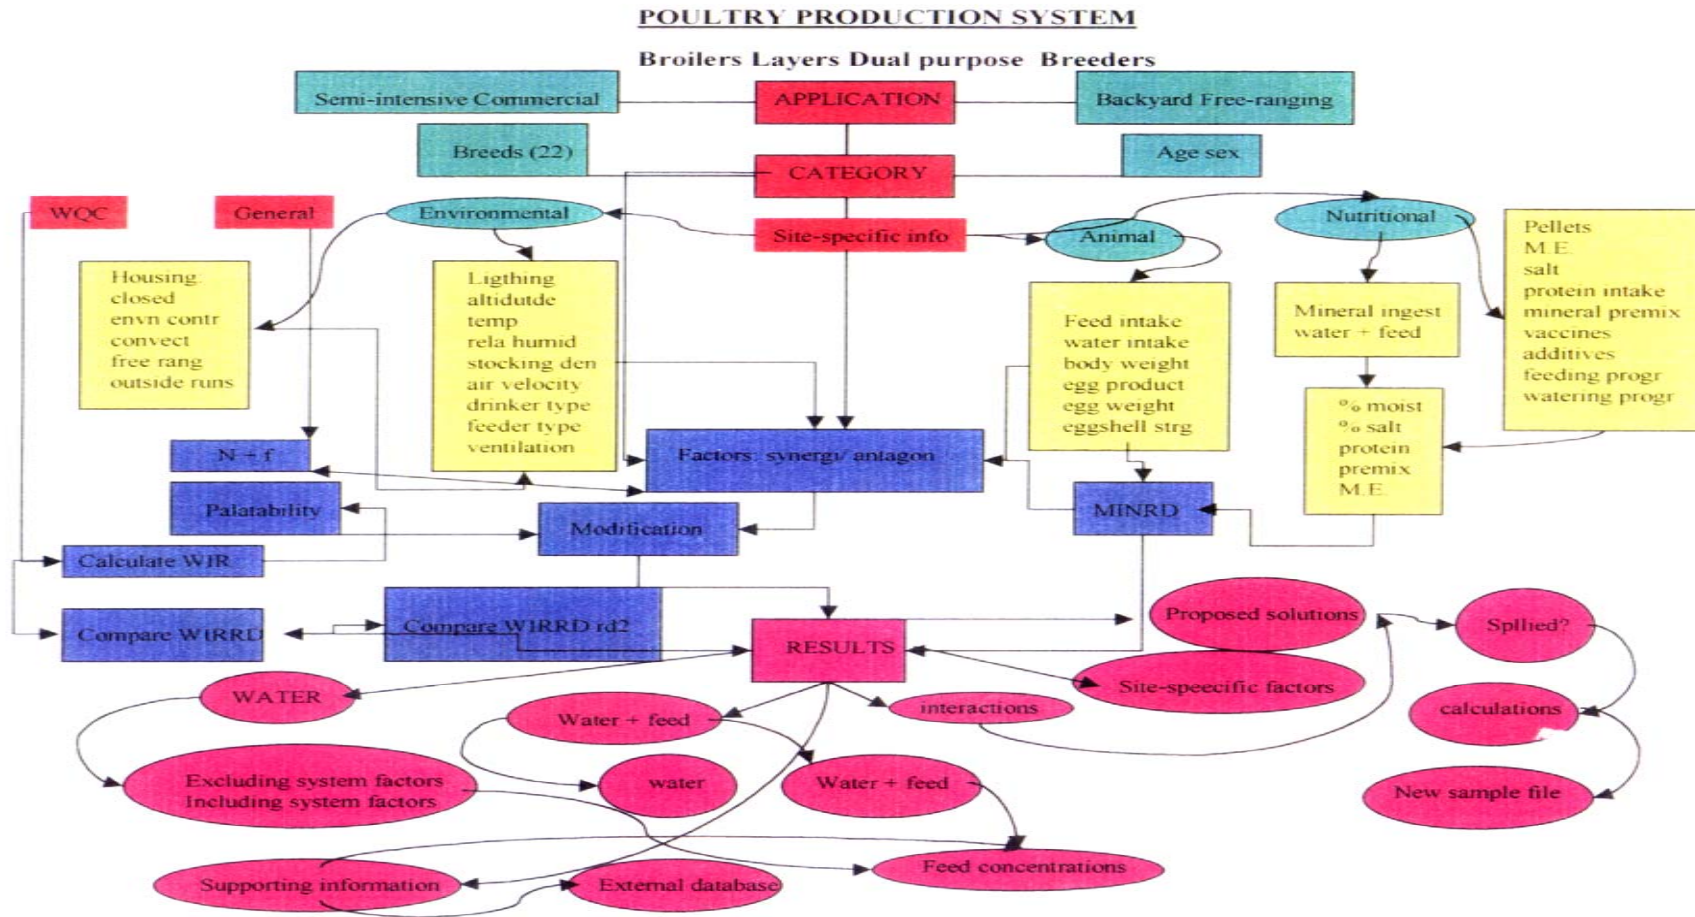 POULTRY PRODUCTION SYSTEM
Broilers Layers Dual purpose Breeders
Semi-intensive Commercial
APPLICATION
Backyard Free-ranging
Breeds (22)
CATEGORY
Age sex
WQC
General
Environmental
Site-specific info
Animal
Nutritional
Housing:
closed
envn contr
convect
free rang
outside runs
Ligthing
altidutde
temp
rela humid
stocking den
air velocity
drinker type
feeder type
ventilation
Feed intake
water intake
body weight
egg product
egg weight
eggshell strg
Mineral ingest
water + feed
Pellets
M.E.
salt
protein intake
mineral premix
vaccines
additives
feeding progr
watering progr
% moist
% salt
protein
premix
M.E.
N + f
Factors: synergi/ antagon
Palatability
Modification
MINRD
Calculate WIR
Compare WIRRD
Compare WIRRD rd2
RESULTS
Proposed solutions
Spllied?
Site-speecific factors
WATER
Water + feed
interactions
calculations
Excluding system factors
Including system factors
water
Water + feed
New sample file
Supporting information
External database
Feed concentrations